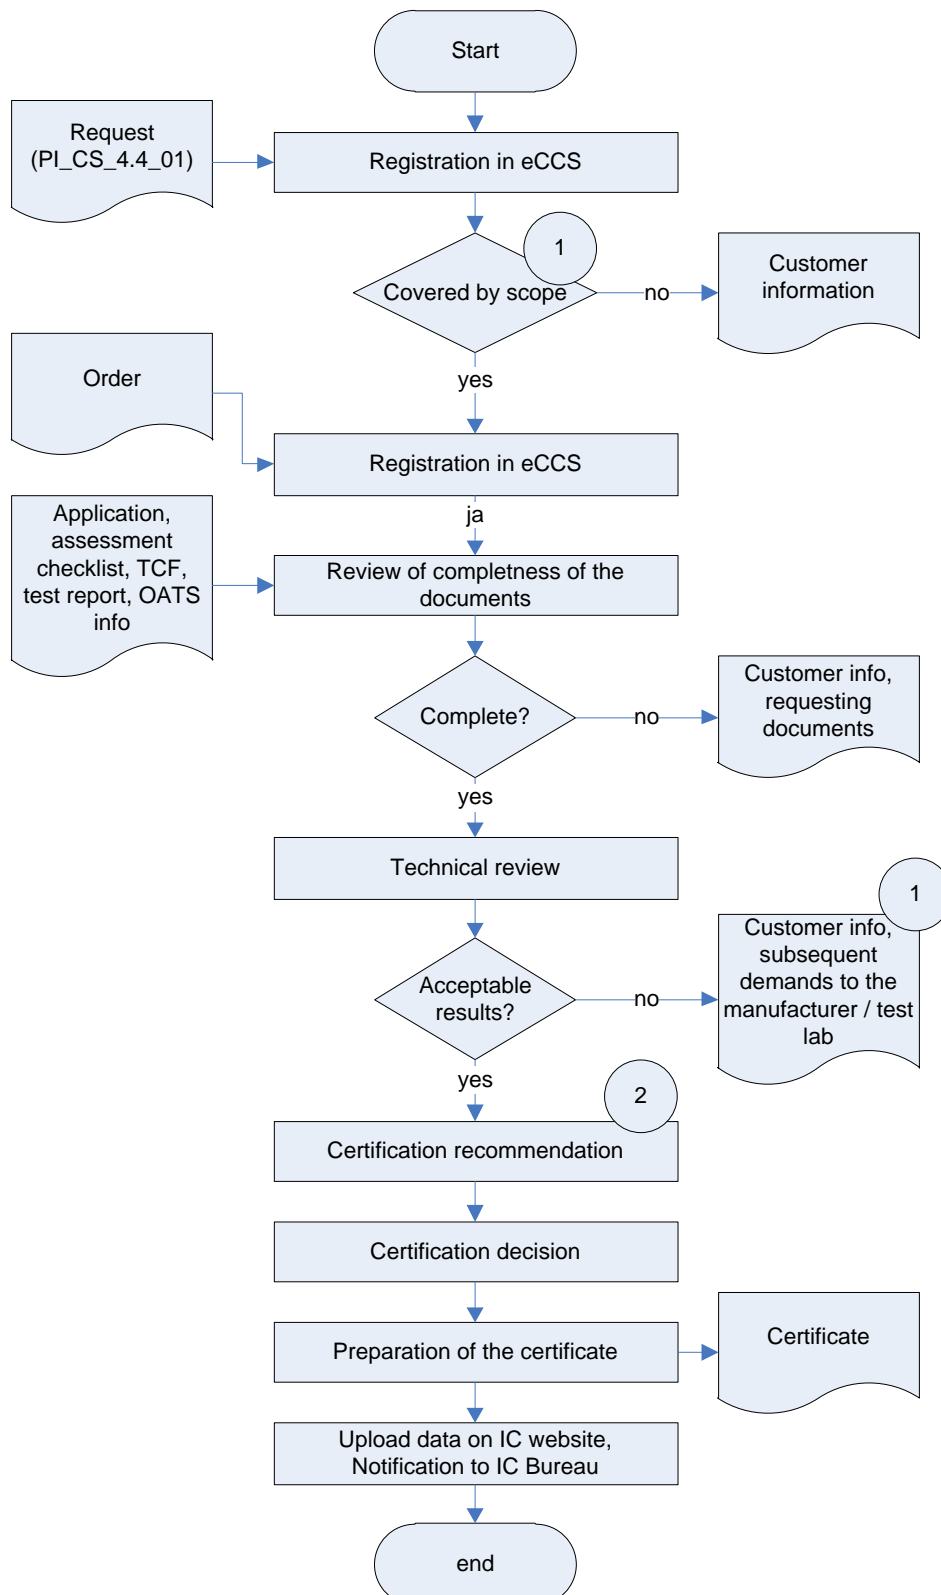 Start
Request
(PI_CS_4.4_01)
Registration in eCCS
1
Covered by scope
no
Customer
information
yes
Order
Registration in eCCS
ja
Application,
assessment
checklist, TCF,
test report, OATS
info
Review of completness of the
documents
Complete?
no
Customer info,
requesting
documents
yes
Technical review
1
Acceptable
results?
no
Customer info,
subsequent
demands to the
manufacturer / test
lab
yes
2
Certification recommendation
Certification decision
Preparation of the certificate
Certificate
Upload data on IC website,
Notification to IC Bureau
end